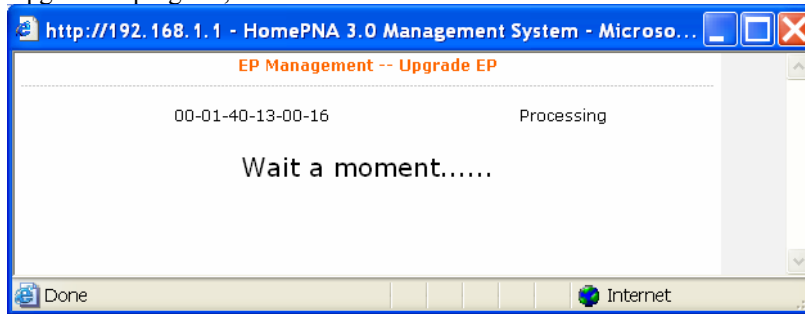 http://192.168.1.1 - HomePNA 3.0 Management System - Microso...
EP Management -- Upgrade EP
00-01-40-13-00-16 Processing
Wait a moment......
Done Internet